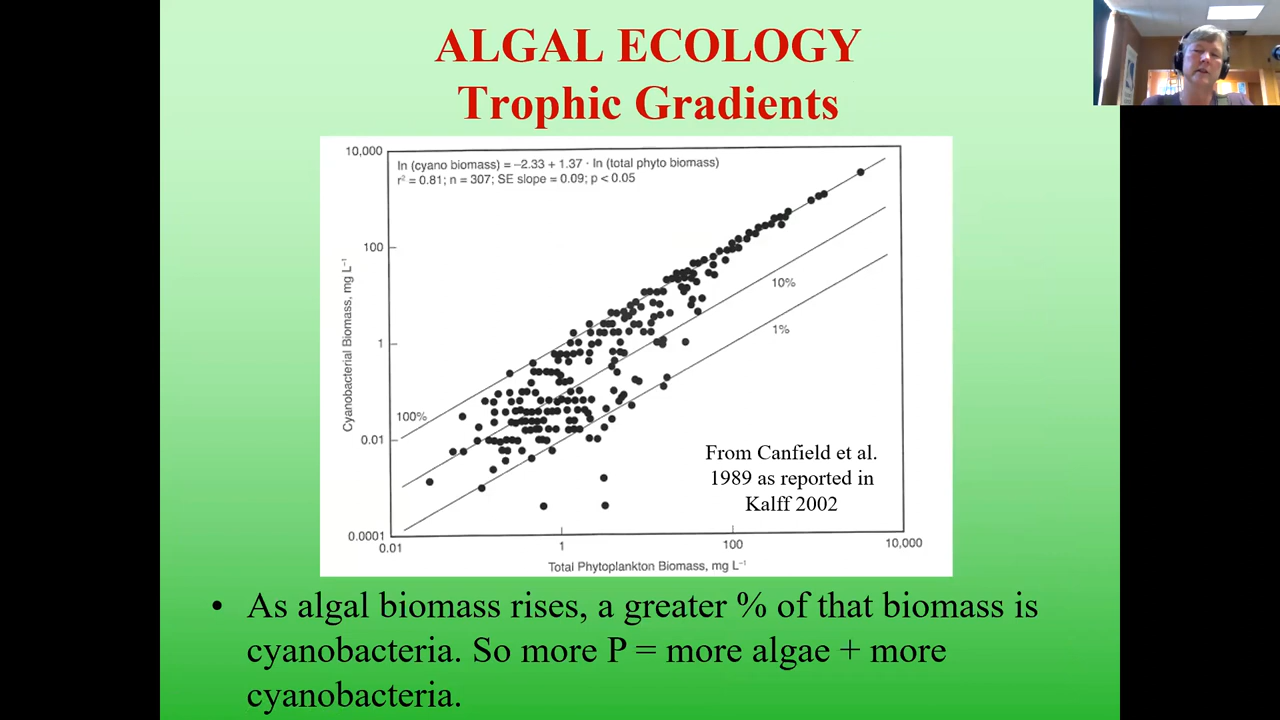 ALGAL ECOLOGY
Trophic Gradients
ln (cyano biomass) = –2.33 + 1.37 · ln (total phyto biomass)
r² = 0.81; n = 307; SE slope = 0.09; p < 0.05
10,000
100
1
0.01
0.0001
Cyanobacterial Biomass, mg L⁻¹
100%
10%
1%
From Canfield et al.
1989 as reported in
Kalff 2002
0.01
1
100
10,000
Total Phytoplankton Biomass, mg L⁻¹
• As algal biomass rises, a greater % of that biomass is
cyanobacteria. So more P = more algae + more
cyanobacteria.